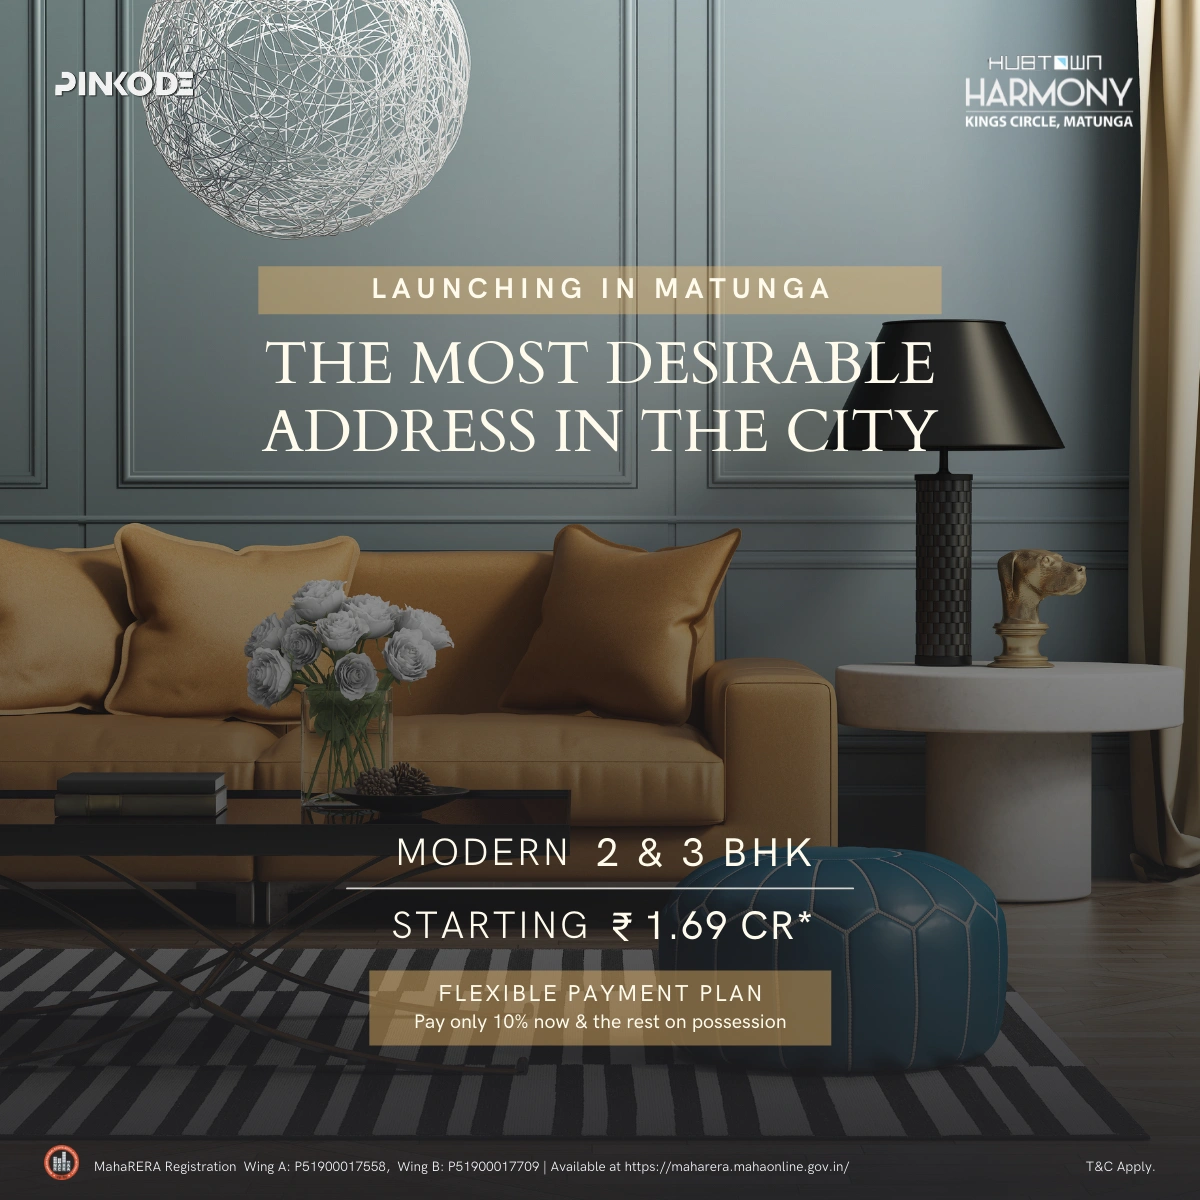 PINKODE
HUBTOWN
HARMONY
KINGS CIRCLE, MATUNGA
LAUNCHING IN MATUNGA
THE MOST DESIRABLE
ADDRESS IN THE CITY
MODERN 2 & 3 BHK
STARTING ₹ 1.69 CR*
FLEXIBLE PAYMENT PLAN
Pay only 10% now & the rest on possession
MahaRERA Registration Wing A: P51900017558, Wing B: P51900017709 | Available at https://maharera.mahaonline.gov.in/
T&C Apply.